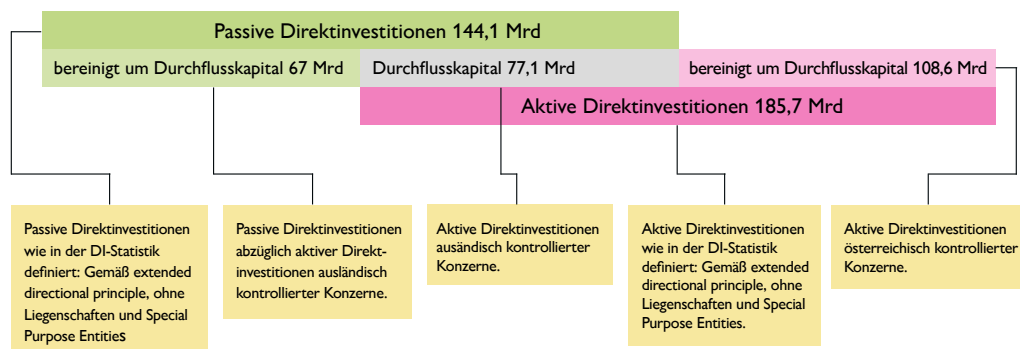 Passive Direktinvestitionen 144,1 Mrd
bereinigt um Durchflusskapital 67 Mrd
Durchflusskapital 77,1 Mrd
bereinigt um Durchflusskapital 108,6 Mrd
Aktive Direktinvestitionen 185,7 Mrd
Passive Direktinvestitionen
wie in der DI-Statistik
definiert: Gemäß extended
directional principle, ohne
Liegenschaften und Special
Purpose Entities
Passive Direktinvestitionen
abzüglich aktiver Direkt-
investitionen ausländisch
kontrollierter Konzerne.
Aktive Direktinvestitionen
ausändisch kontrollierter
Konzerne.
Aktive Direktinvestitionen
wie in der DI-Statistik
definiert: Gemäß extended
directional principle, ohne
Liegenschaften und Special
Purpose Entities.
Aktive Direktinvestitionen
österreichisch kontrollierter
Konzerne.